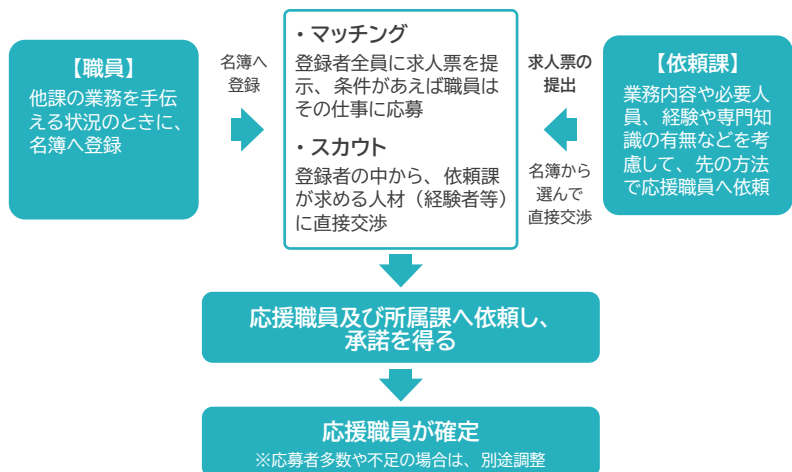 【職員】
他課の業務を手伝
える状況のときに、
名簿へ登録
名簿へ
登録
・マッチング
登録者全員に求人票を提
示、条件があえば職員は
その仕事に応募
・スカウト
登録者の中から、依頼課
が求める人材（経験者等）
に直接交渉
求人票の
提出
名簿から
選んで
直接交渉
【依頼課】
業務内容や必要人
員、経験や専門知
識の有無などを考
慮して、先の方法
で応援職員へ依頼
応援職員及び所属課へ依頼し、
承諾を得る
応援職員が確定
※応募者多数や不足の場合は、別途調整